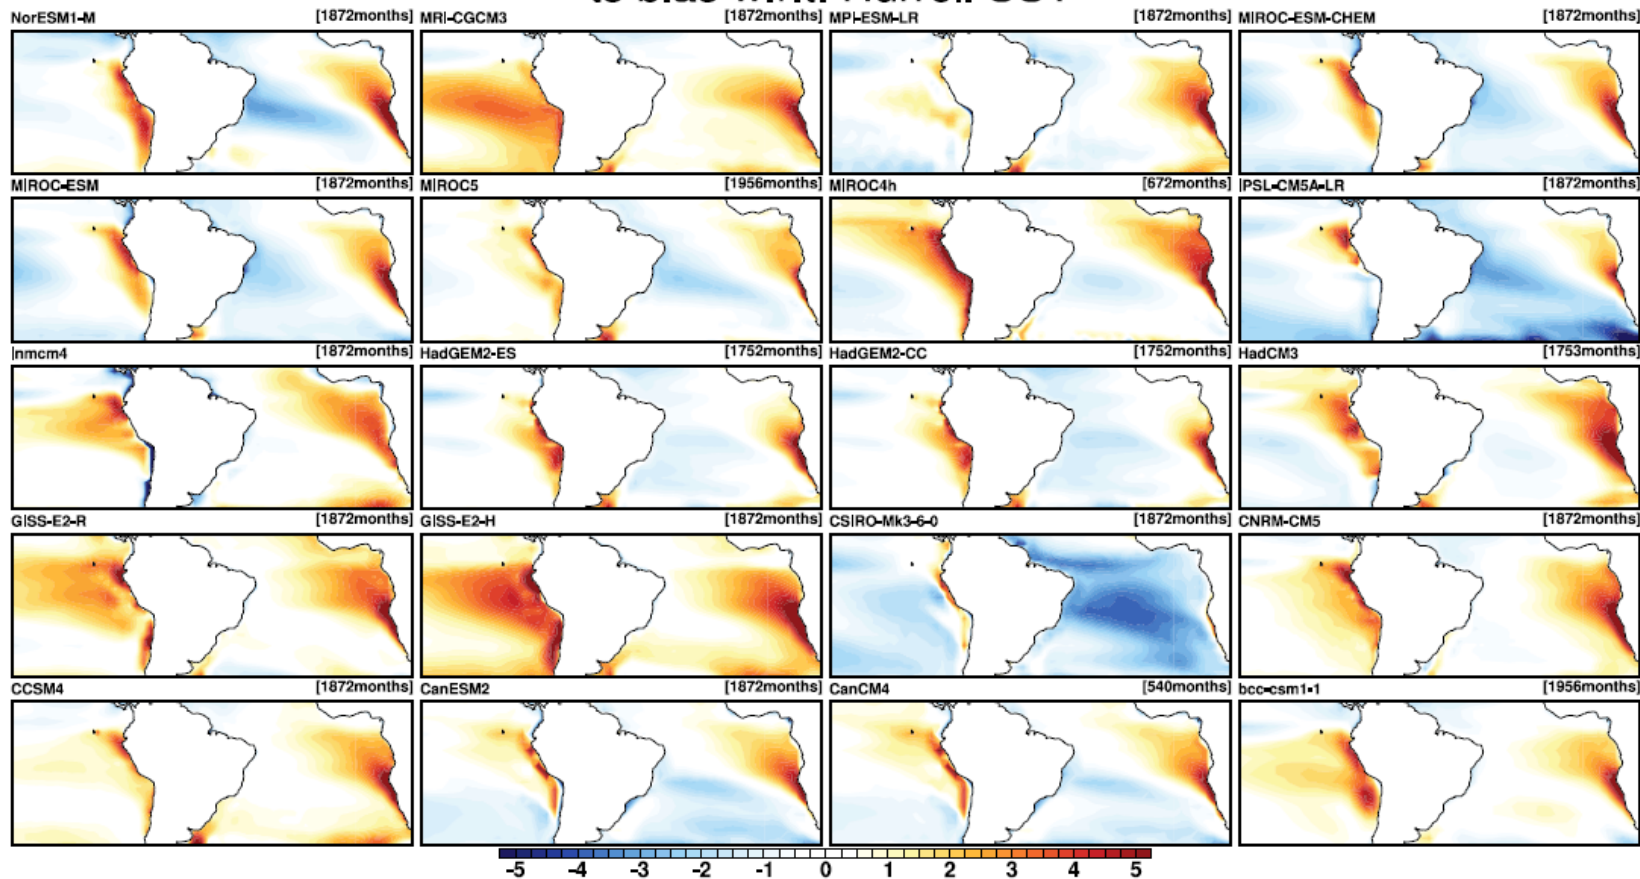 NorESM1-M [1872months] MRI-CGCM3 [1872months] MPI-ESM-LR [1872months] MIROC-ESM-CHEM [1872months]
MIROC-ESM [1872months] MIROC5 [1956months] MIROC4h [672months] IPSL-CM5A-LR [1872months]
inmcm4 [1872months] HadGEM2-ES [1752months] HadGEM2-CC [1752months] HadCM3 [1753months]
GISS-E2-R [1872months] GISS-E2-H [1872months] CSIRO-Mk3-6-0 [1872months] CNRM-CM5 [1872months]
CCSM4 [1872months] CanESM2 [1872months] CanCM4 [540months] bcc-csm1-1 [1956months]
-5 -4 -3 -2 -1 0 1 2 3 4 5